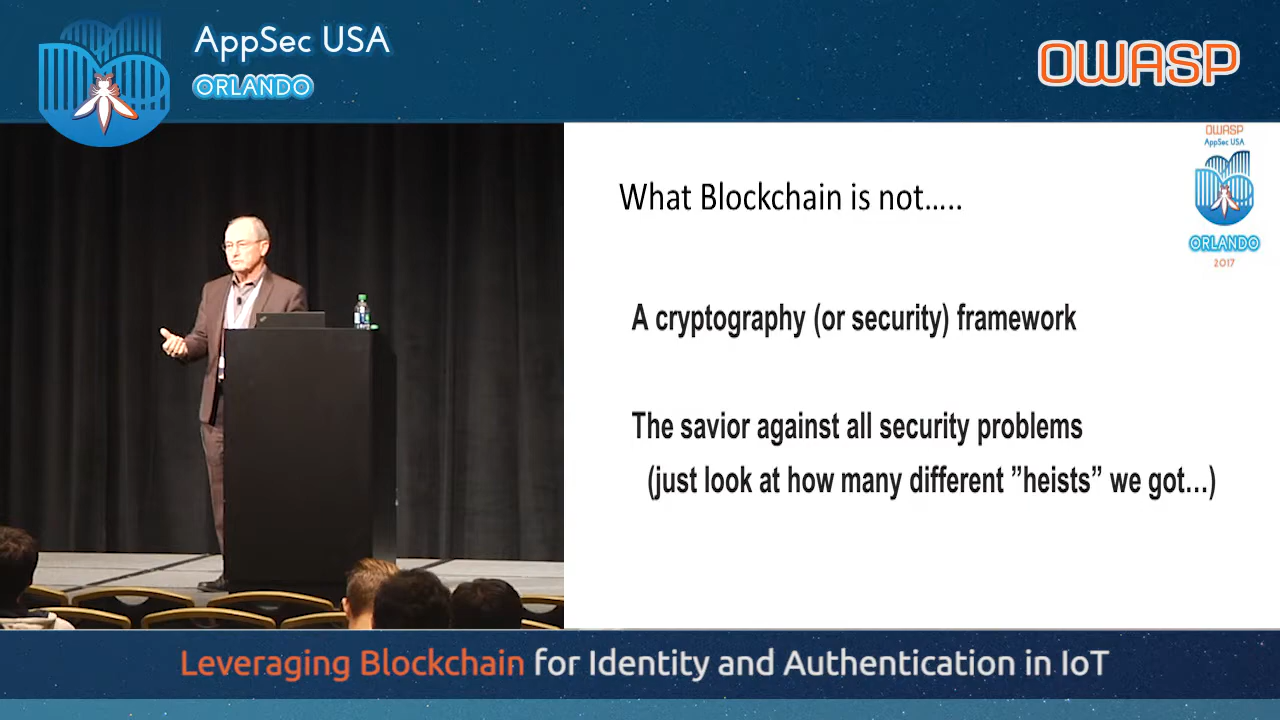 AppSec USA
ORLANDO
OWASP
OWASP
AppSec USA
ORLANDO
2017
What Blockchain is not…..
A cryptography (or security) framework
The savior against all security problems
(just look at how many different ”heists” we got…)
Leveraging Blockchain for Identity and Authentication in IoT